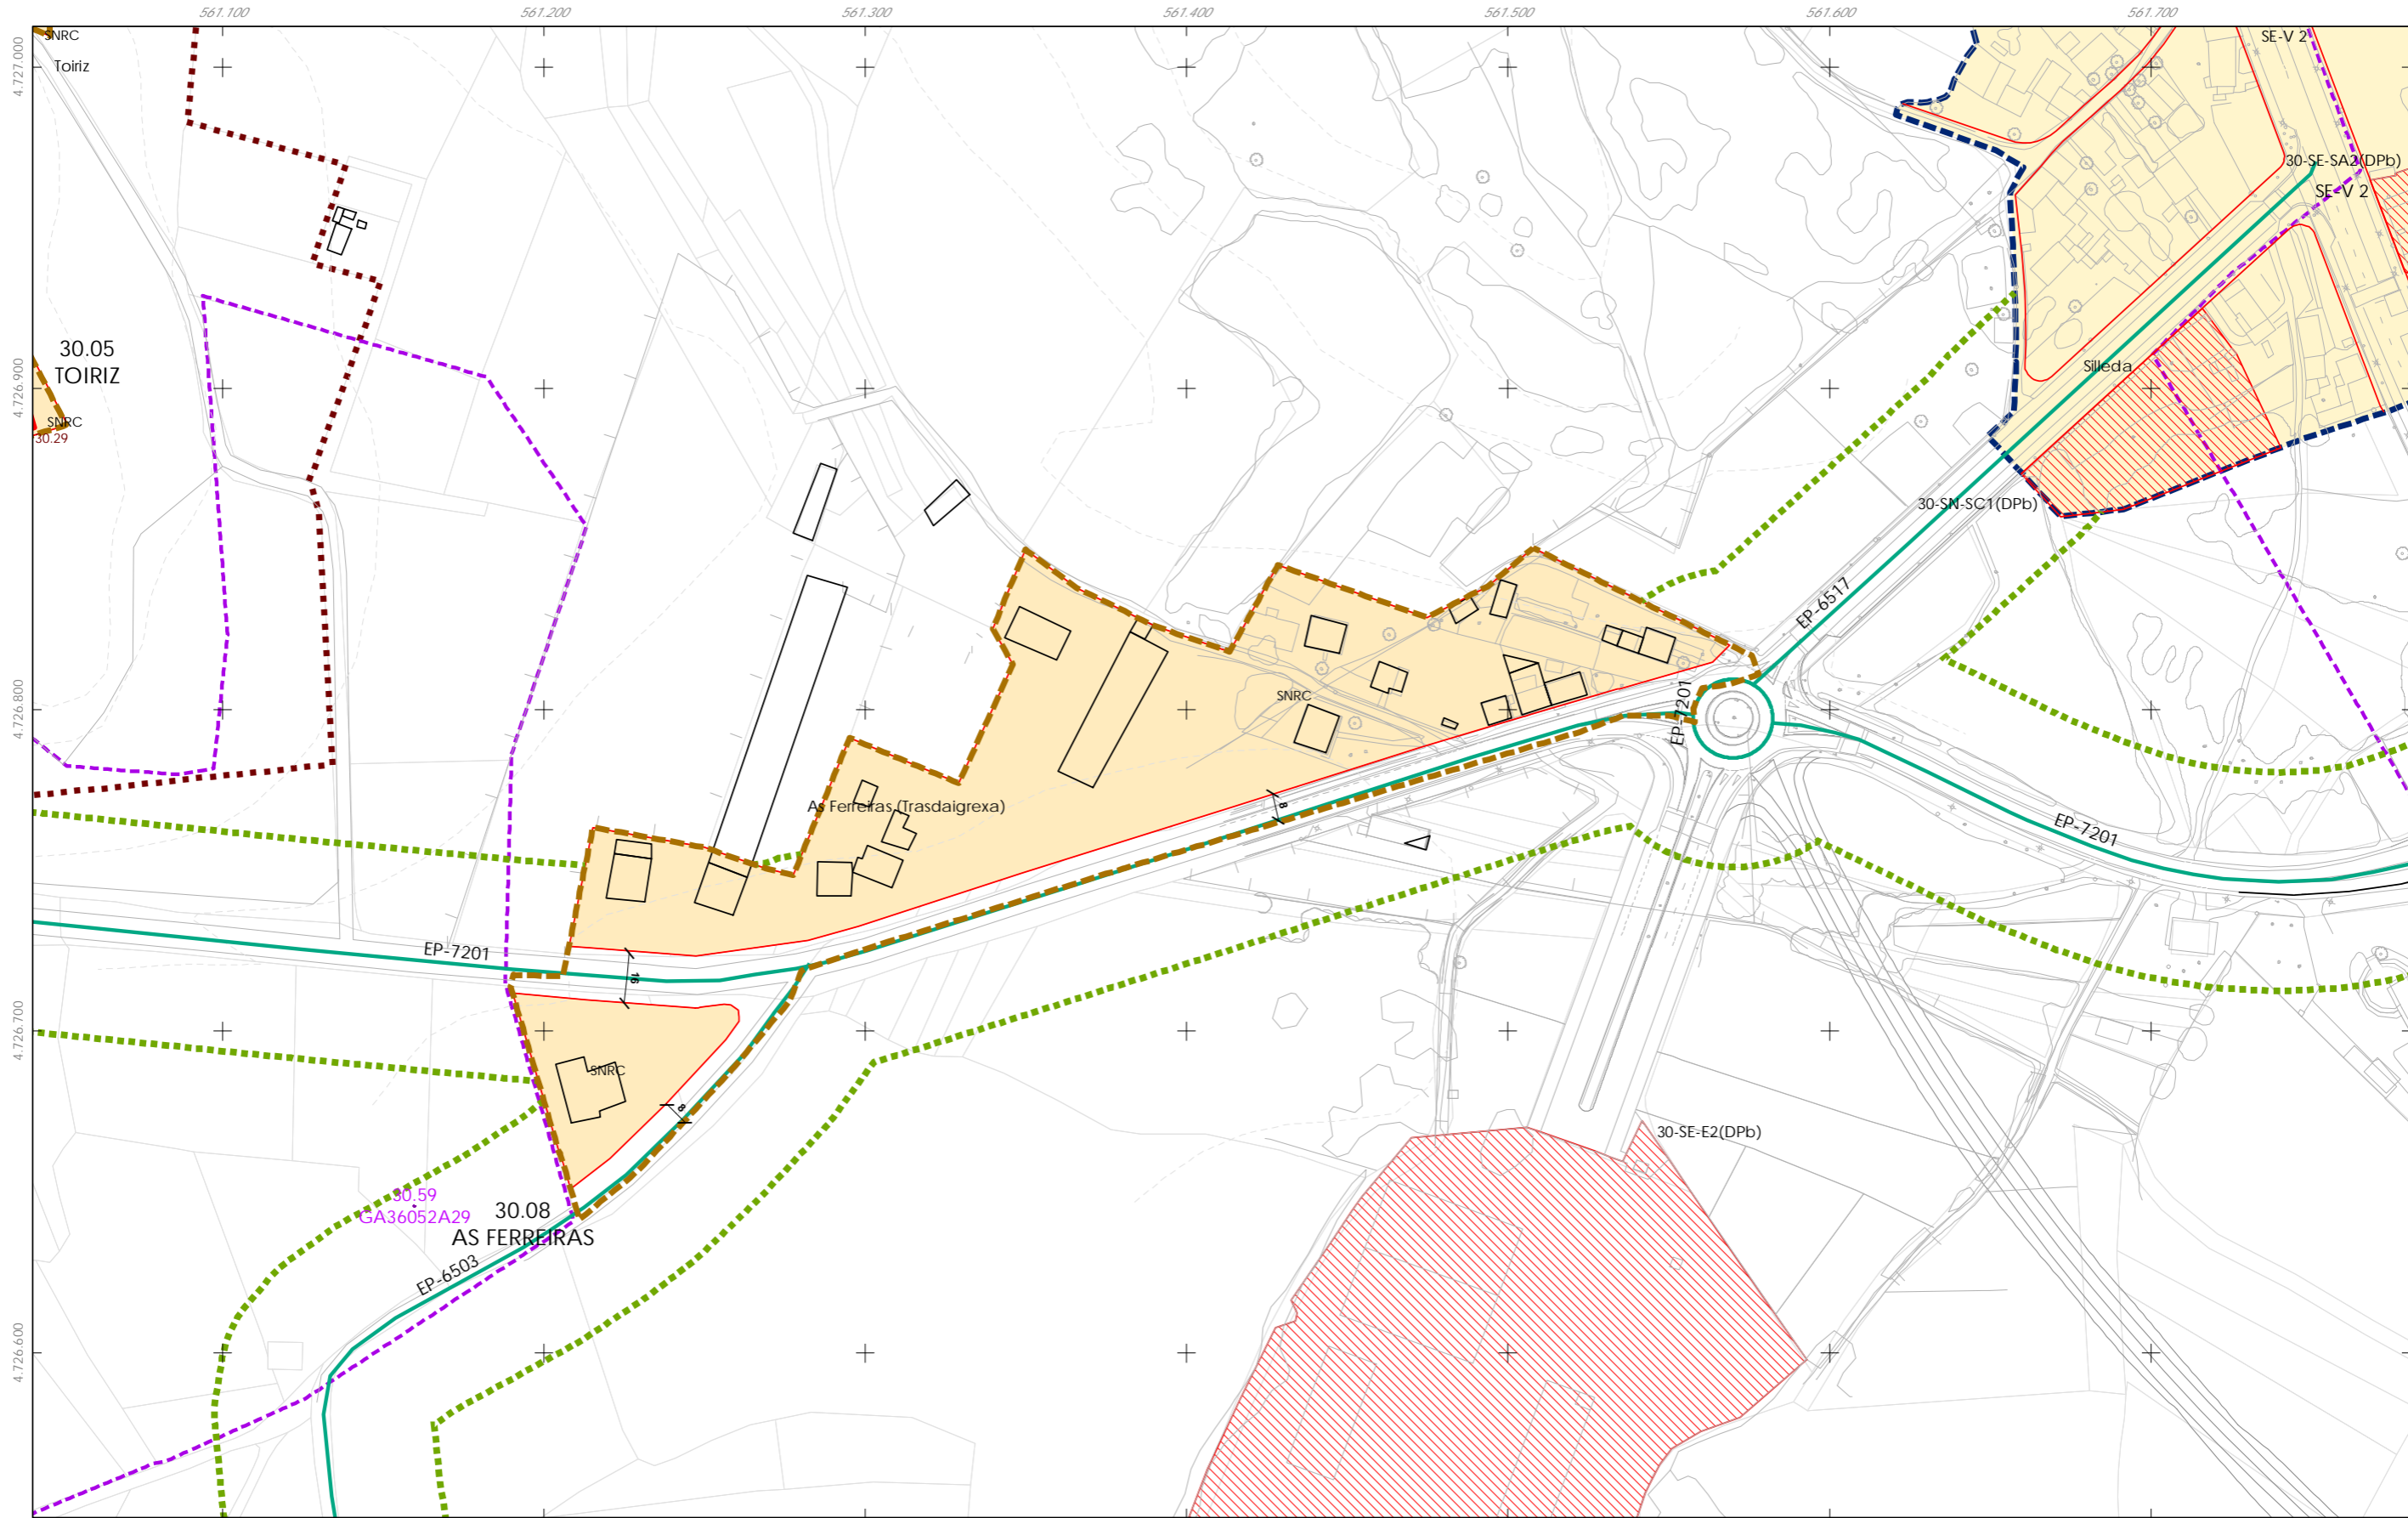 561.100
561.200
561.300
561.400
561.500
561.600
561.700
4.727.000
4.726.900
4.726.800
4.726.700
4.726.600
SNRC
Toiriz
SE-V 2
30-SE-SA2(DPb)
SE-V 2
30.05
TOIRIZ
SNRC
30.29
Silleda
30-SN-SC1(DPb)
EP-6517
SNRC
EP-7201
As Ferreiras (Trasdaigrexa)
8
EP-7201
EP-7201
16
SNRC
8
30-SE-E2(DPb)
30.59
GA36052A29
30.08
AS FERREIRAS
EP-6503